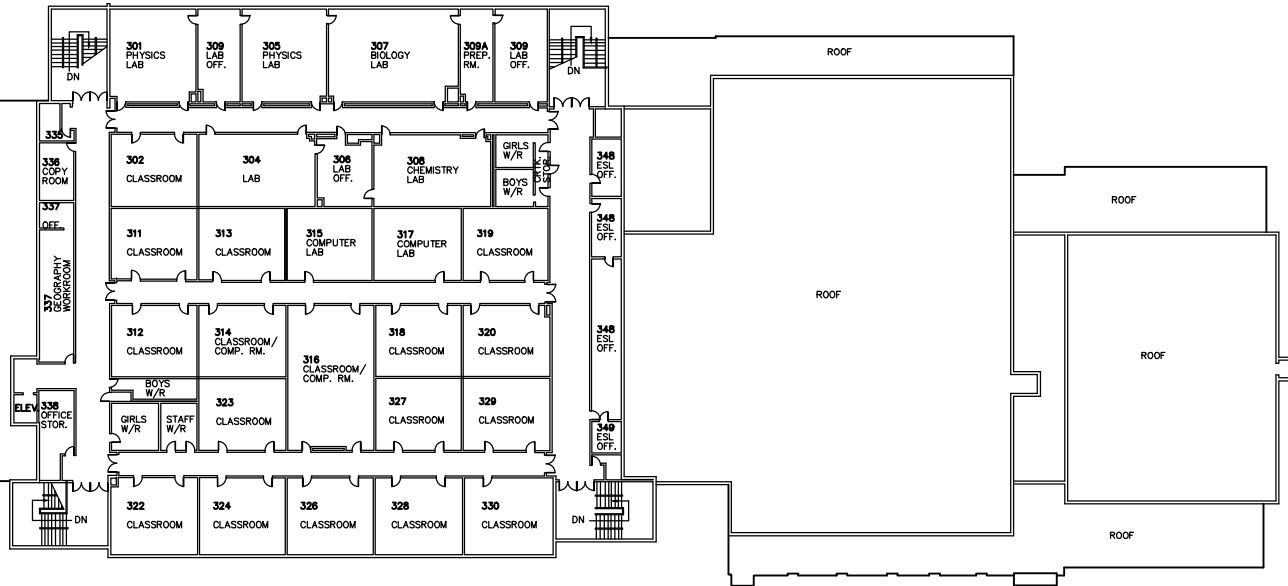 301
PHYSICS
LAB
309
LAB
OFF.
305
PHYSICS
LAB
307
BIOLOGY
LAB
309A
PREP.
RM.
309
LAB
OFF.
DN
DN
ROOF
335
336
COPY
ROOM
302
CLASSROOM
304
LAB
306
LAB
OFF.
308
CHEMISTRY
LAB
GIRLS
W/R
BOYS
W/R
CRTK.
STOR.
348
ESL
OFF.
337
OFF.
311
CLASSROOM
313
CLASSROOM
315
COMPUTER
LAB
317
COMPUTER
LAB
319
CLASSROOM
348
ESL
OFF.
ROOF
337
GEOGRAPHY
WORKROOM
ROOF
312
CLASSROOM
314
CLASSROOM/
COMP. RM.
316
CLASSROOM/
COMP. RM.
318
CLASSROOM
320
CLASSROOM
348
ESL
OFF.
ROOF
BOYS
W/R
ELEV.
338
OFFICE
STOR.
GIRLS
W/R
STAFF
W/R
323
CLASSROOM
327
CLASSROOM
329
CLASSROOM
349
ESL
OFF.
DN
322
CLASSROOM
324
CLASSROOM
326
CLASSROOM
328
CLASSROOM
330
CLASSROOM
DN
ROOF